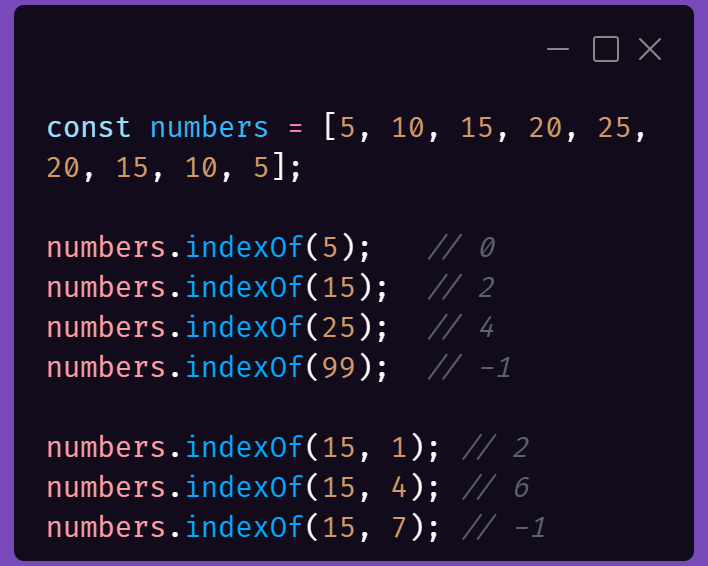 const numbers = [5, 10, 15, 20, 25,
20, 15, 10, 5];
numbers.indexOf(5);   // 0
numbers.indexOf(15);  // 2
numbers.indexOf(25);  // 4
numbers.indexOf(99);  // -1
numbers.indexOf(15, 1); // 2
numbers.indexOf(15, 4); // 6
numbers.indexOf(15, 7); // -1